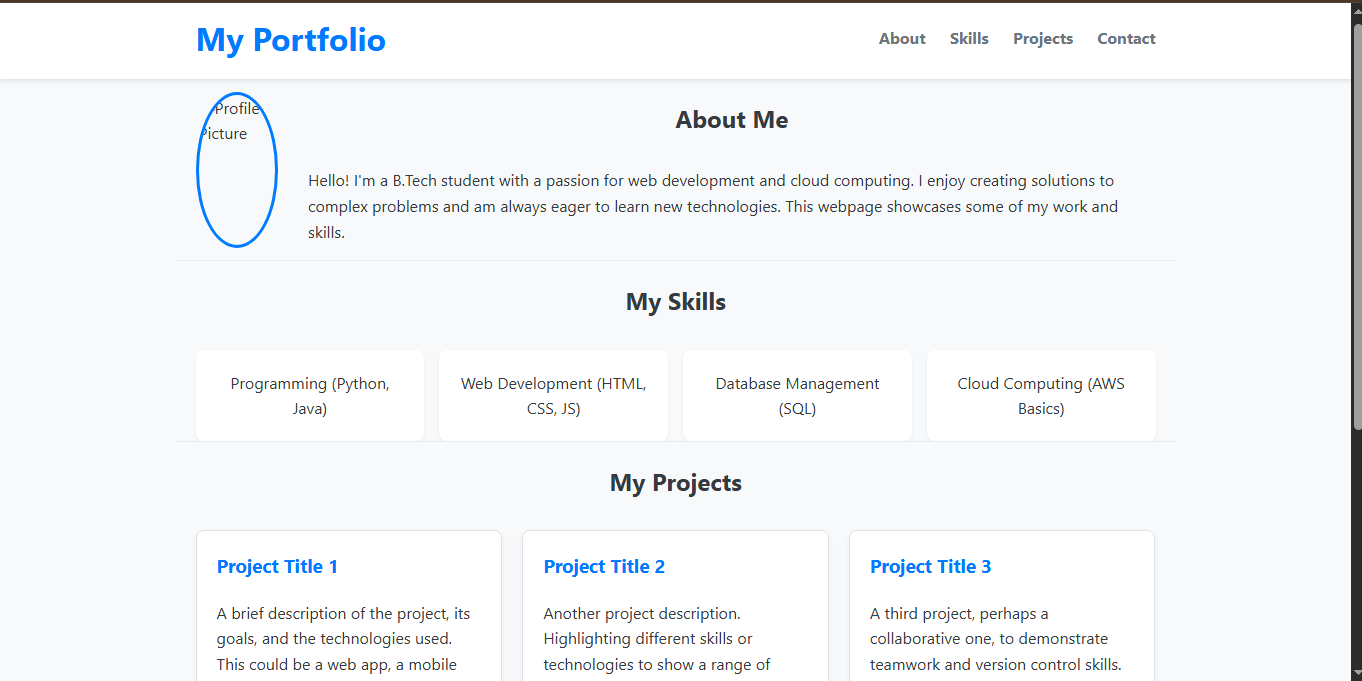 My Portfolio
About Skills Projects Contact
Profile
Picture
About Me
Hello! I'm a B.Tech student with a passion for web development and cloud computing. I enjoy creating solutions to
complex problems and am always eager to learn new technologies. This webpage showcases some of my work and
skills.
My Skills
Programming (Python,
Java)
Web Development (HTML,
CSS, JS)
Database Management
(SQL)
Cloud Computing (AWS
Basics)
My Projects
Project Title 1
A brief description of the project, its
goals, and the technologies used.
This could be a web app, a mobile
Project Title 2
Another project description.
Highlighting different skills or
technologies to show a range of
Project Title 3
A third project, perhaps a
collaborative one, to demonstrate
teamwork and version control skills.